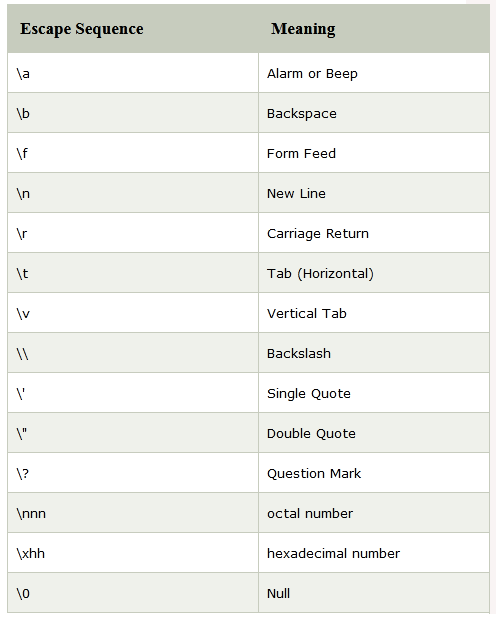 Escape Sequence Meaning
\a Alarm or Beep
\b Backspace
\f Form Feed
\n New Line
\r Carriage Return
\t Tab (Horizontal)
\v Vertical Tab
\\ Backslash
\' Single Quote
\" Double Quote
\? Question Mark
\nnn octal number
\xhh hexadecimal number
\0 Null